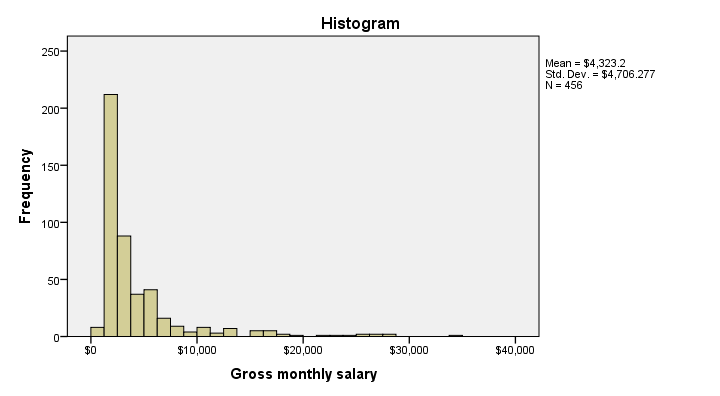 Histogram
250
200
150
100
50
0
Frequency
$0 $10,000 $20,000 $30,000 $40,000
Gross monthly salary
Mean = $4,323.2
Std. Dev. = $4,706.277
N = 456